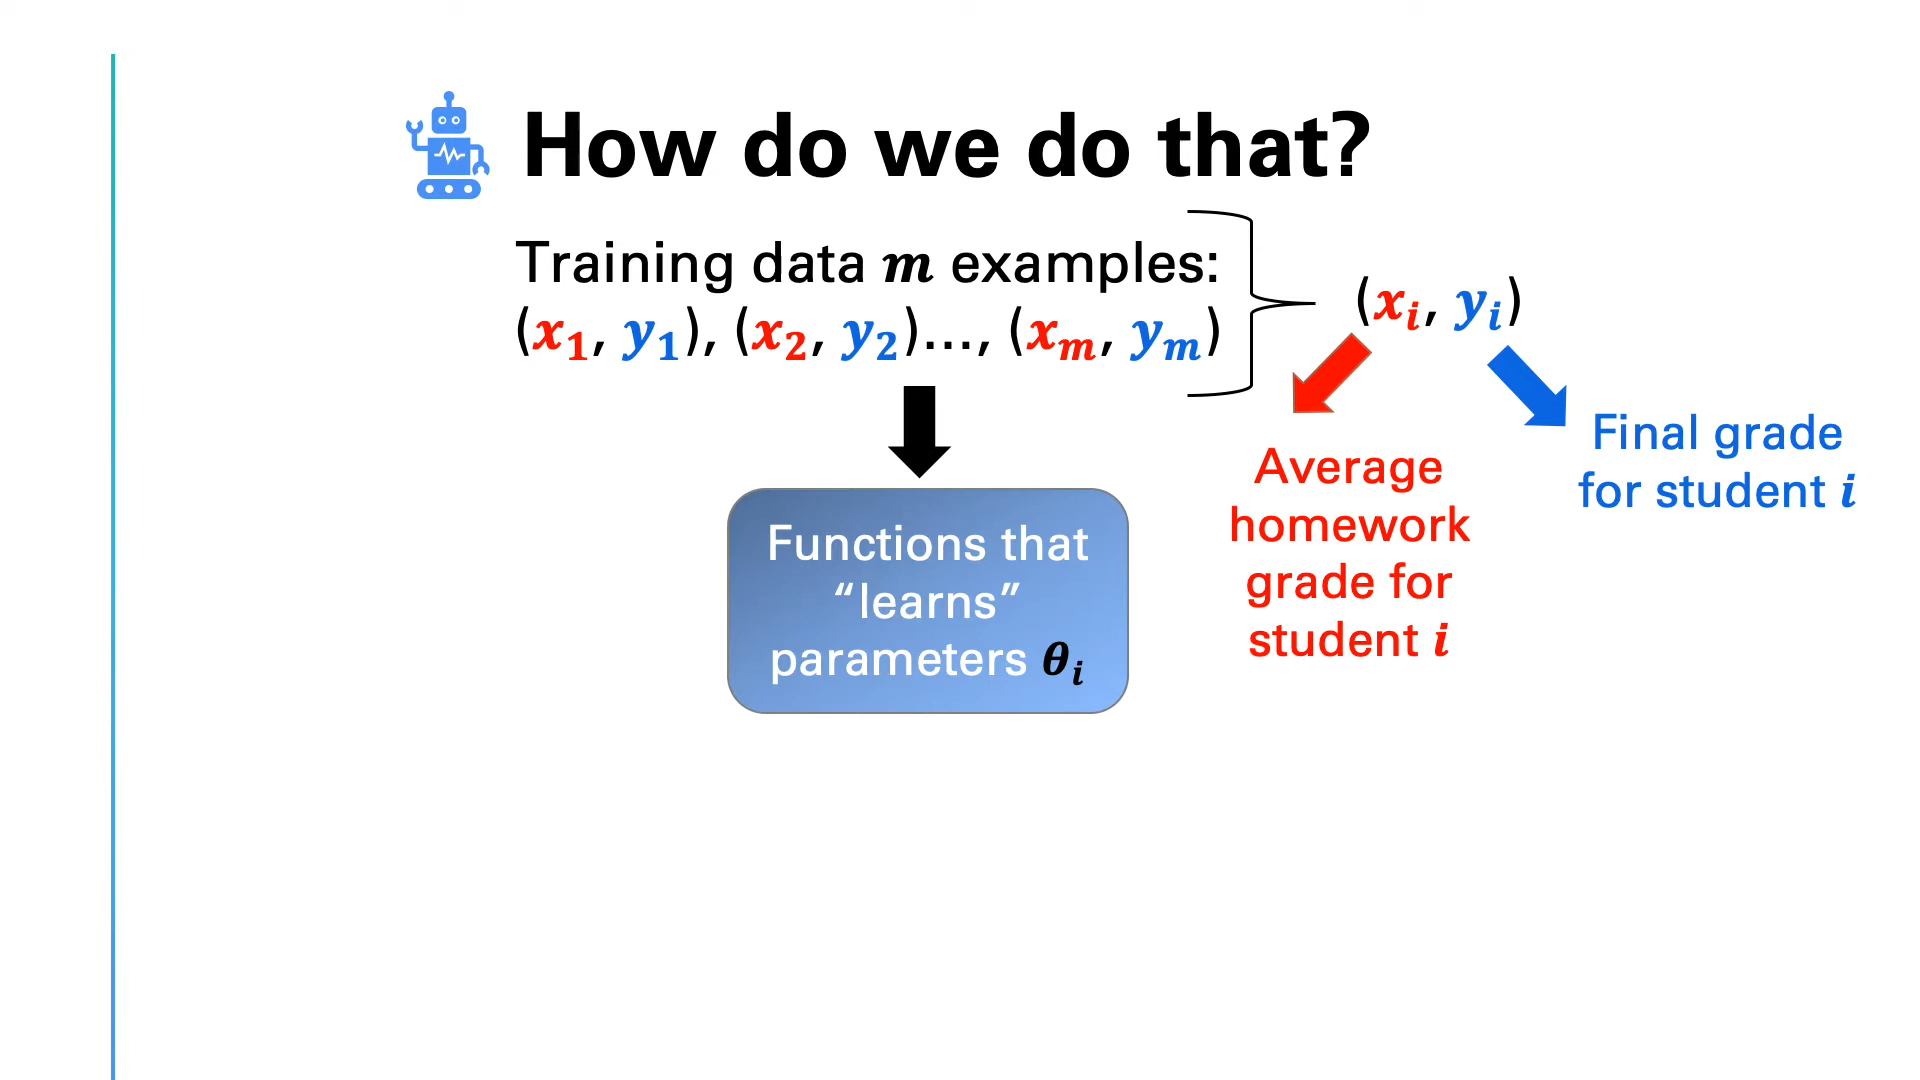 How do we do that?
Training data m examples:
(x₁, y₁), (x₂, y₂)..., (xₘ, yₘ)
(xᵢ, yᵢ)
Functions that
“learns”
parameters θᵢ
Average
homework
grade for
student i
Final grade
for student i